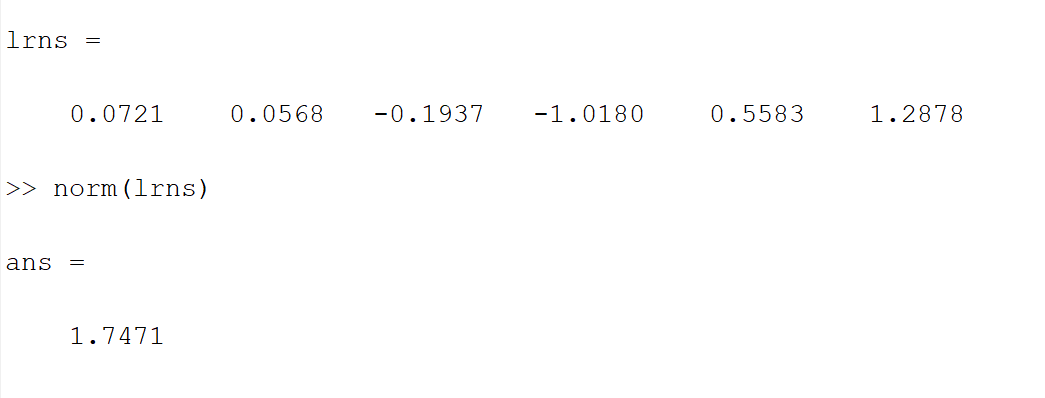 lrns =
0.0721 0.0568 -0.1937 -1.0180 0.5583 1.2878
>> norm(lrns)
ans =
1.7471